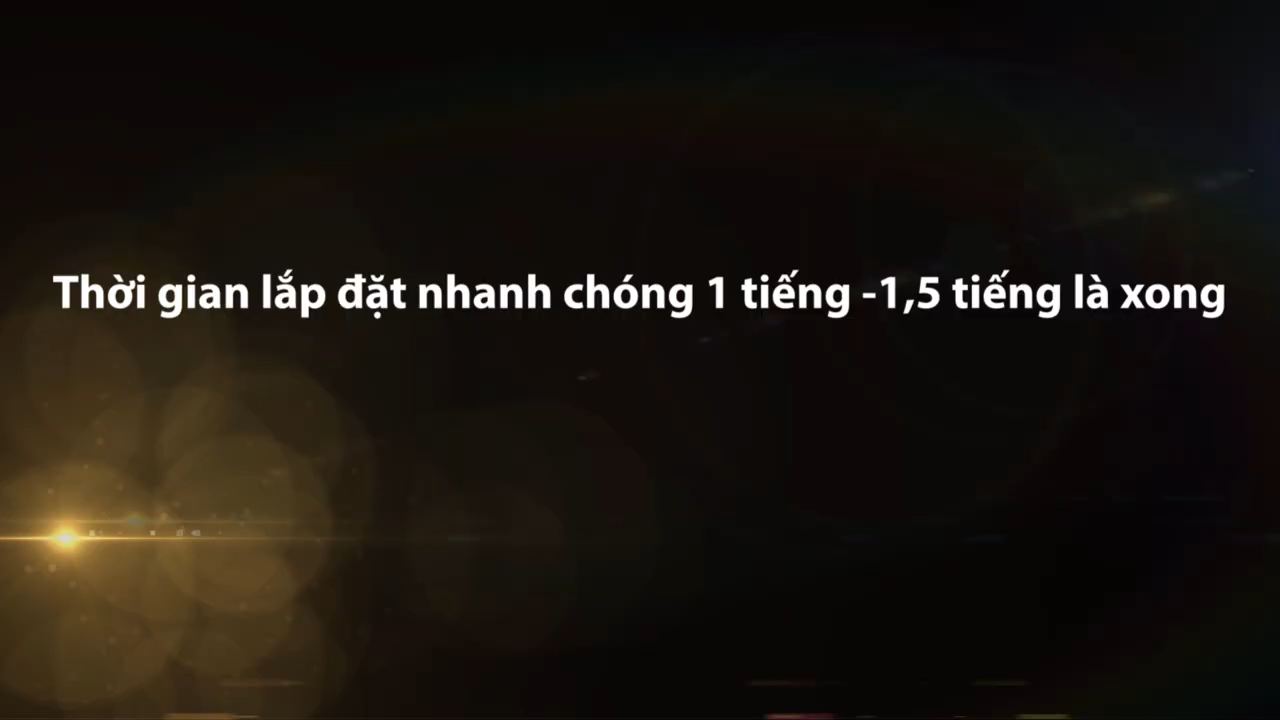 Thời gian lắp đặt nhanh chóng 1 tiếng -1,5 tiếng là xong